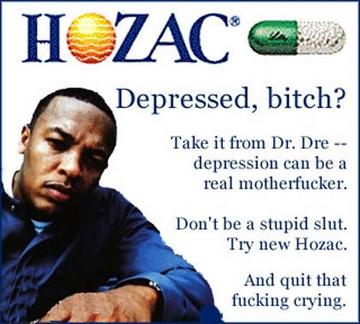 HOZAC®
Depressed, bitch?
Take it from Dr. Dre --
depression can be a
real motherfucker.
Don't be a stupid slut.
Try new Hozac.
And quit that
fucking crying.